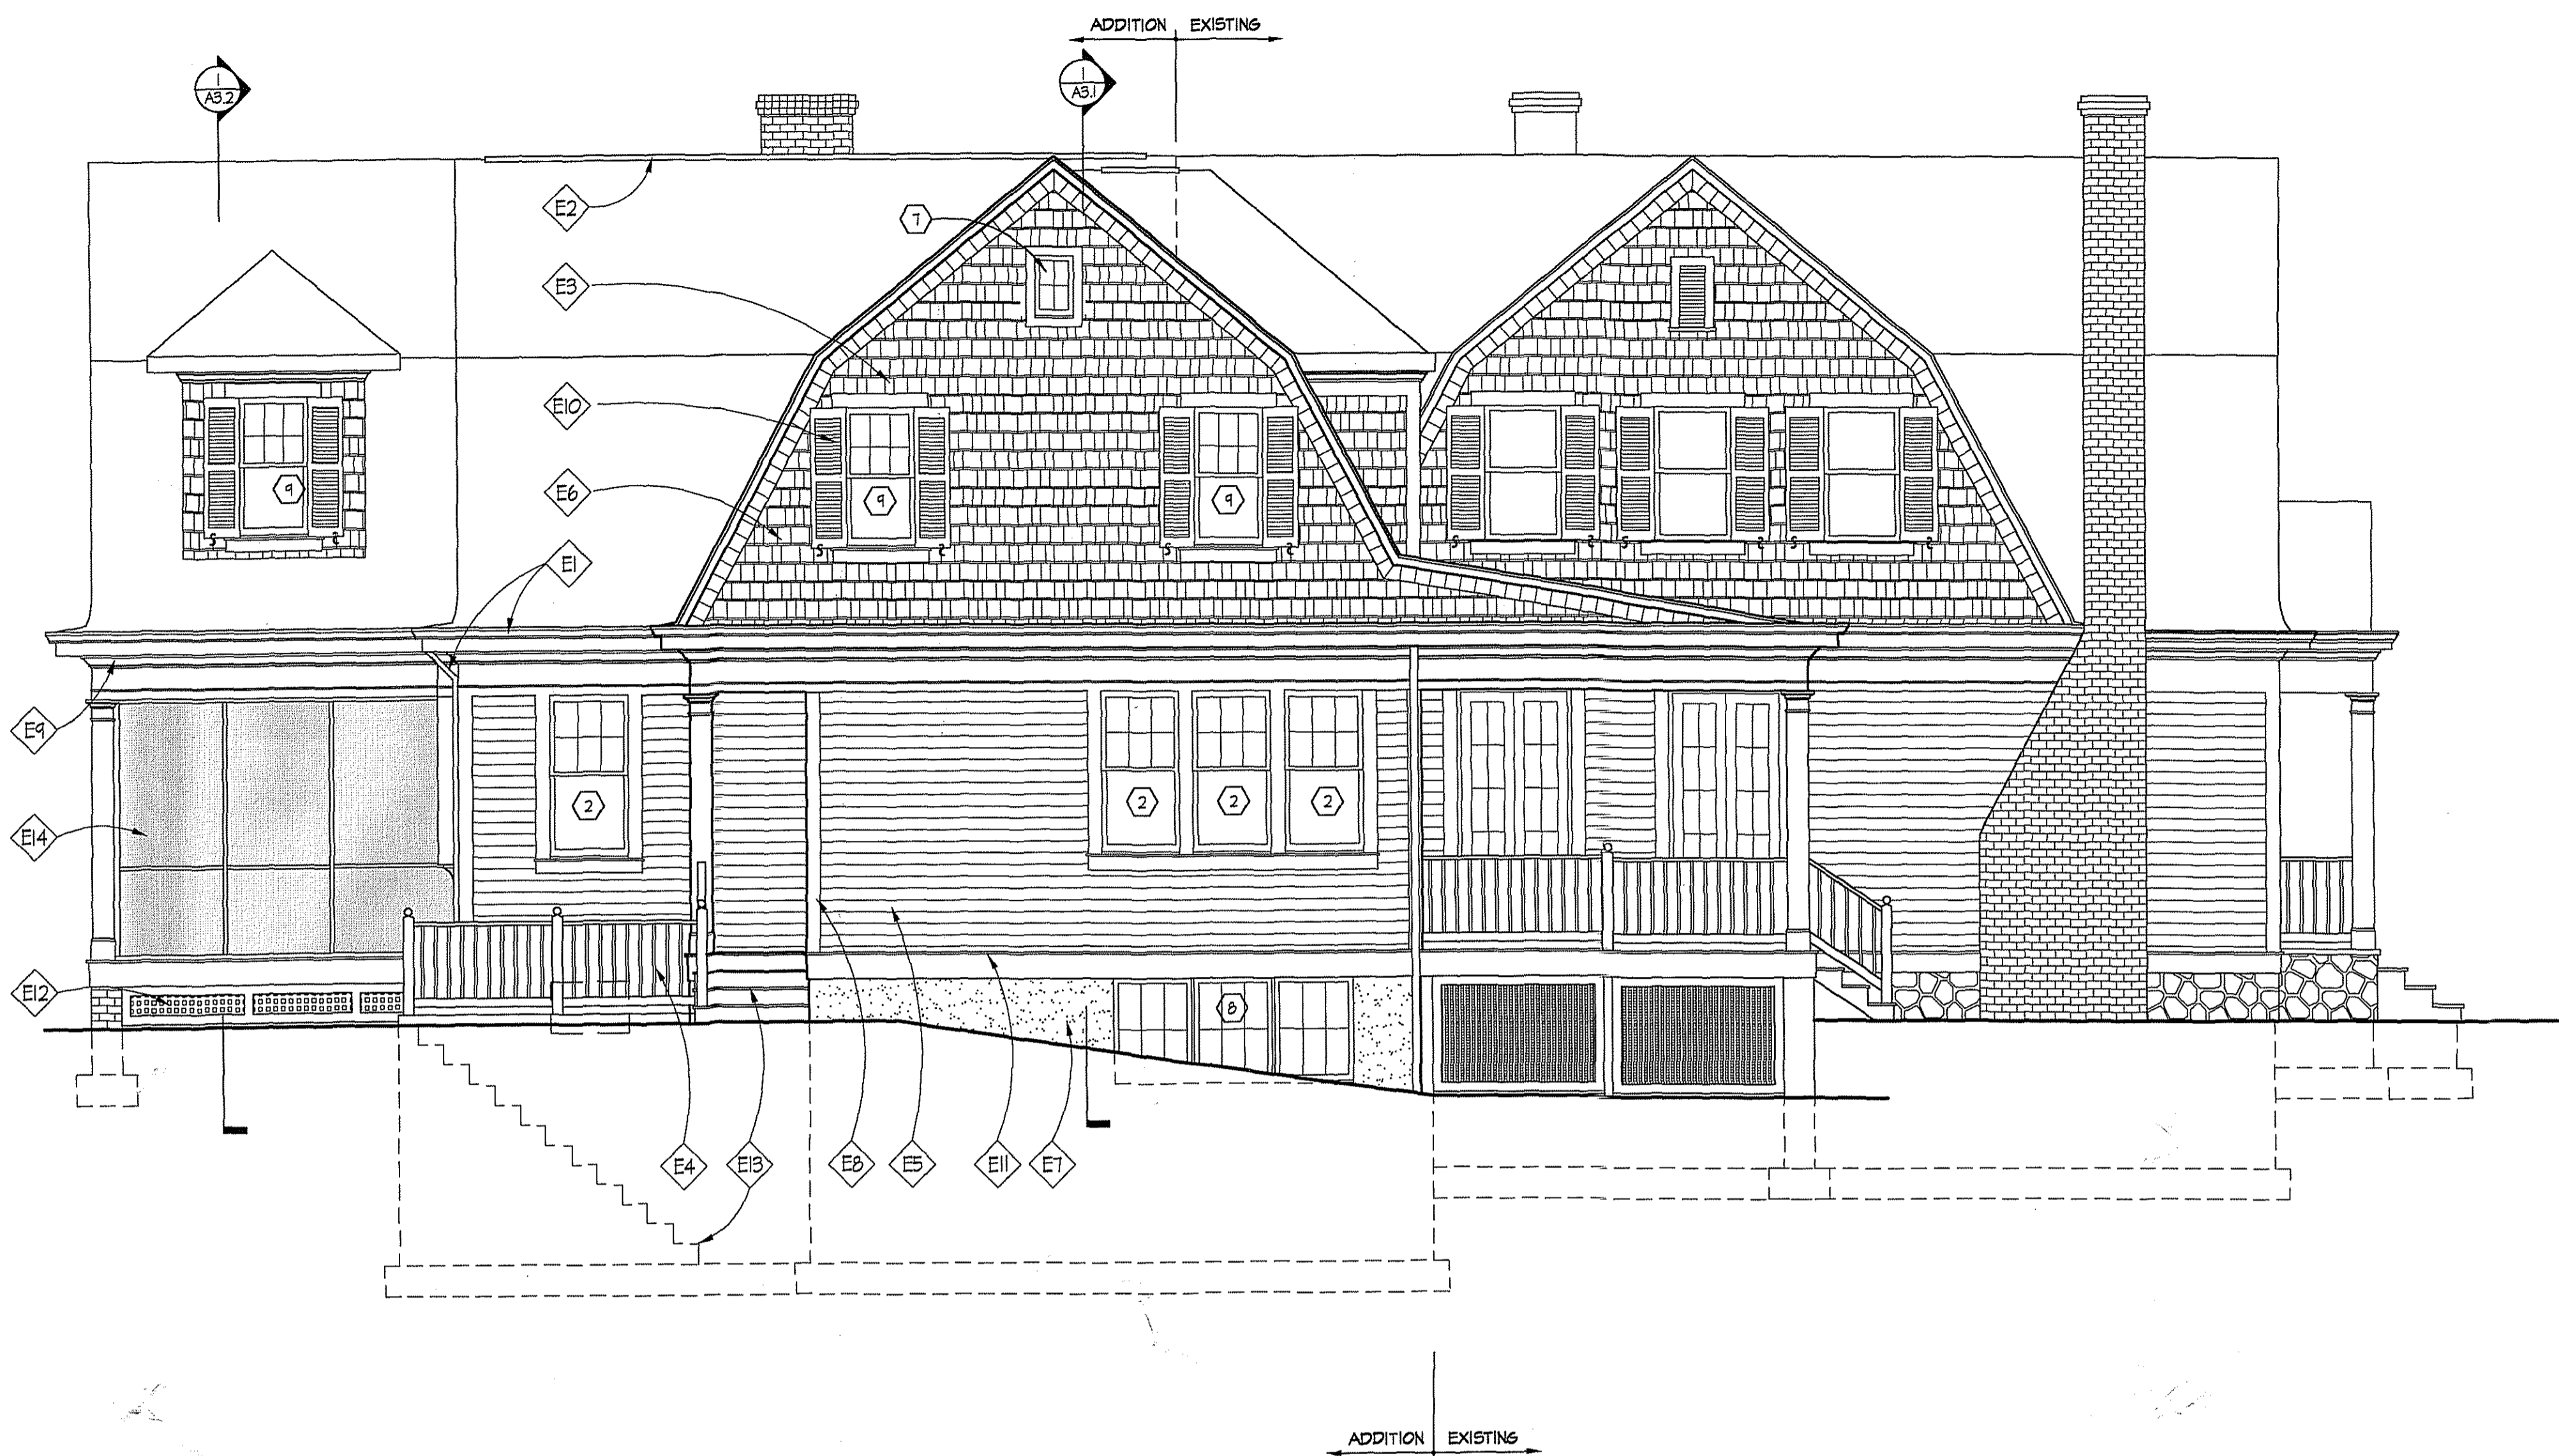 ADDITION EXISTING
1
A3.2
1
A3.1
E2
7
E3
E10
E6
9
9
9
E1
E9
2
2
2
2
E14
E12
8
E4
E13
E8
E5
E11
E7
ADDITION EXISTING